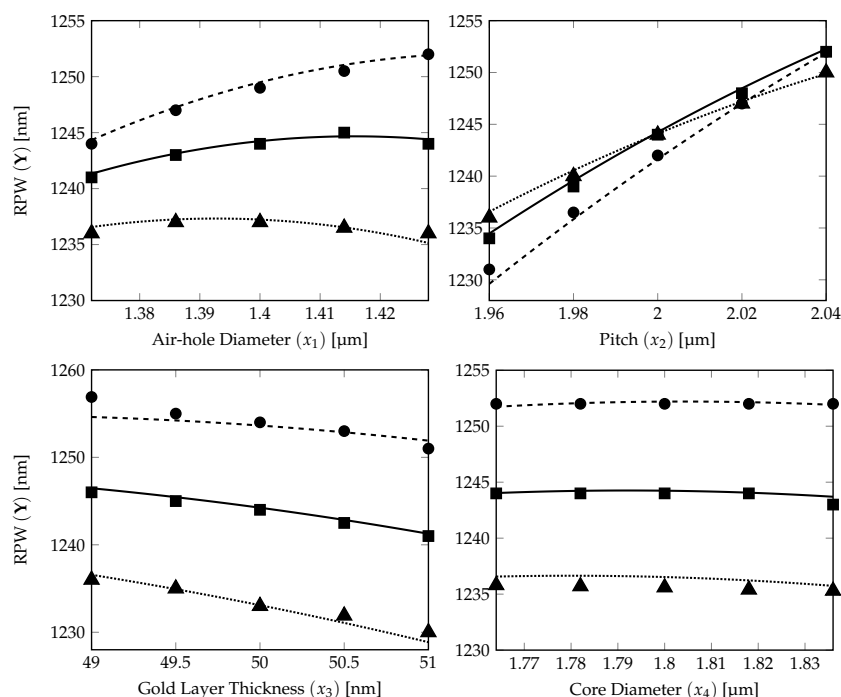 1255
1250
1245
1240
1235
1230
1.38 1.39 1.4 1.41 1.42
RPW (Y) [nm]
Air-hole Diameter (x₁) [µm]
1250
1245
1240
1235
1230
1.96 1.98 2 2.02 2.04
Pitch (x₂) [µm]
1260
1250
1240
1230
49 49.5 50 50.5 51
RPW (Y) [nm]
Gold Layer Thickness (x₃) [nm]
1255
1250
1245
1240
1235
1230
1.77 1.78 1.79 1.8 1.81 1.82 1.83
Core Diameter (x₄) [µm]